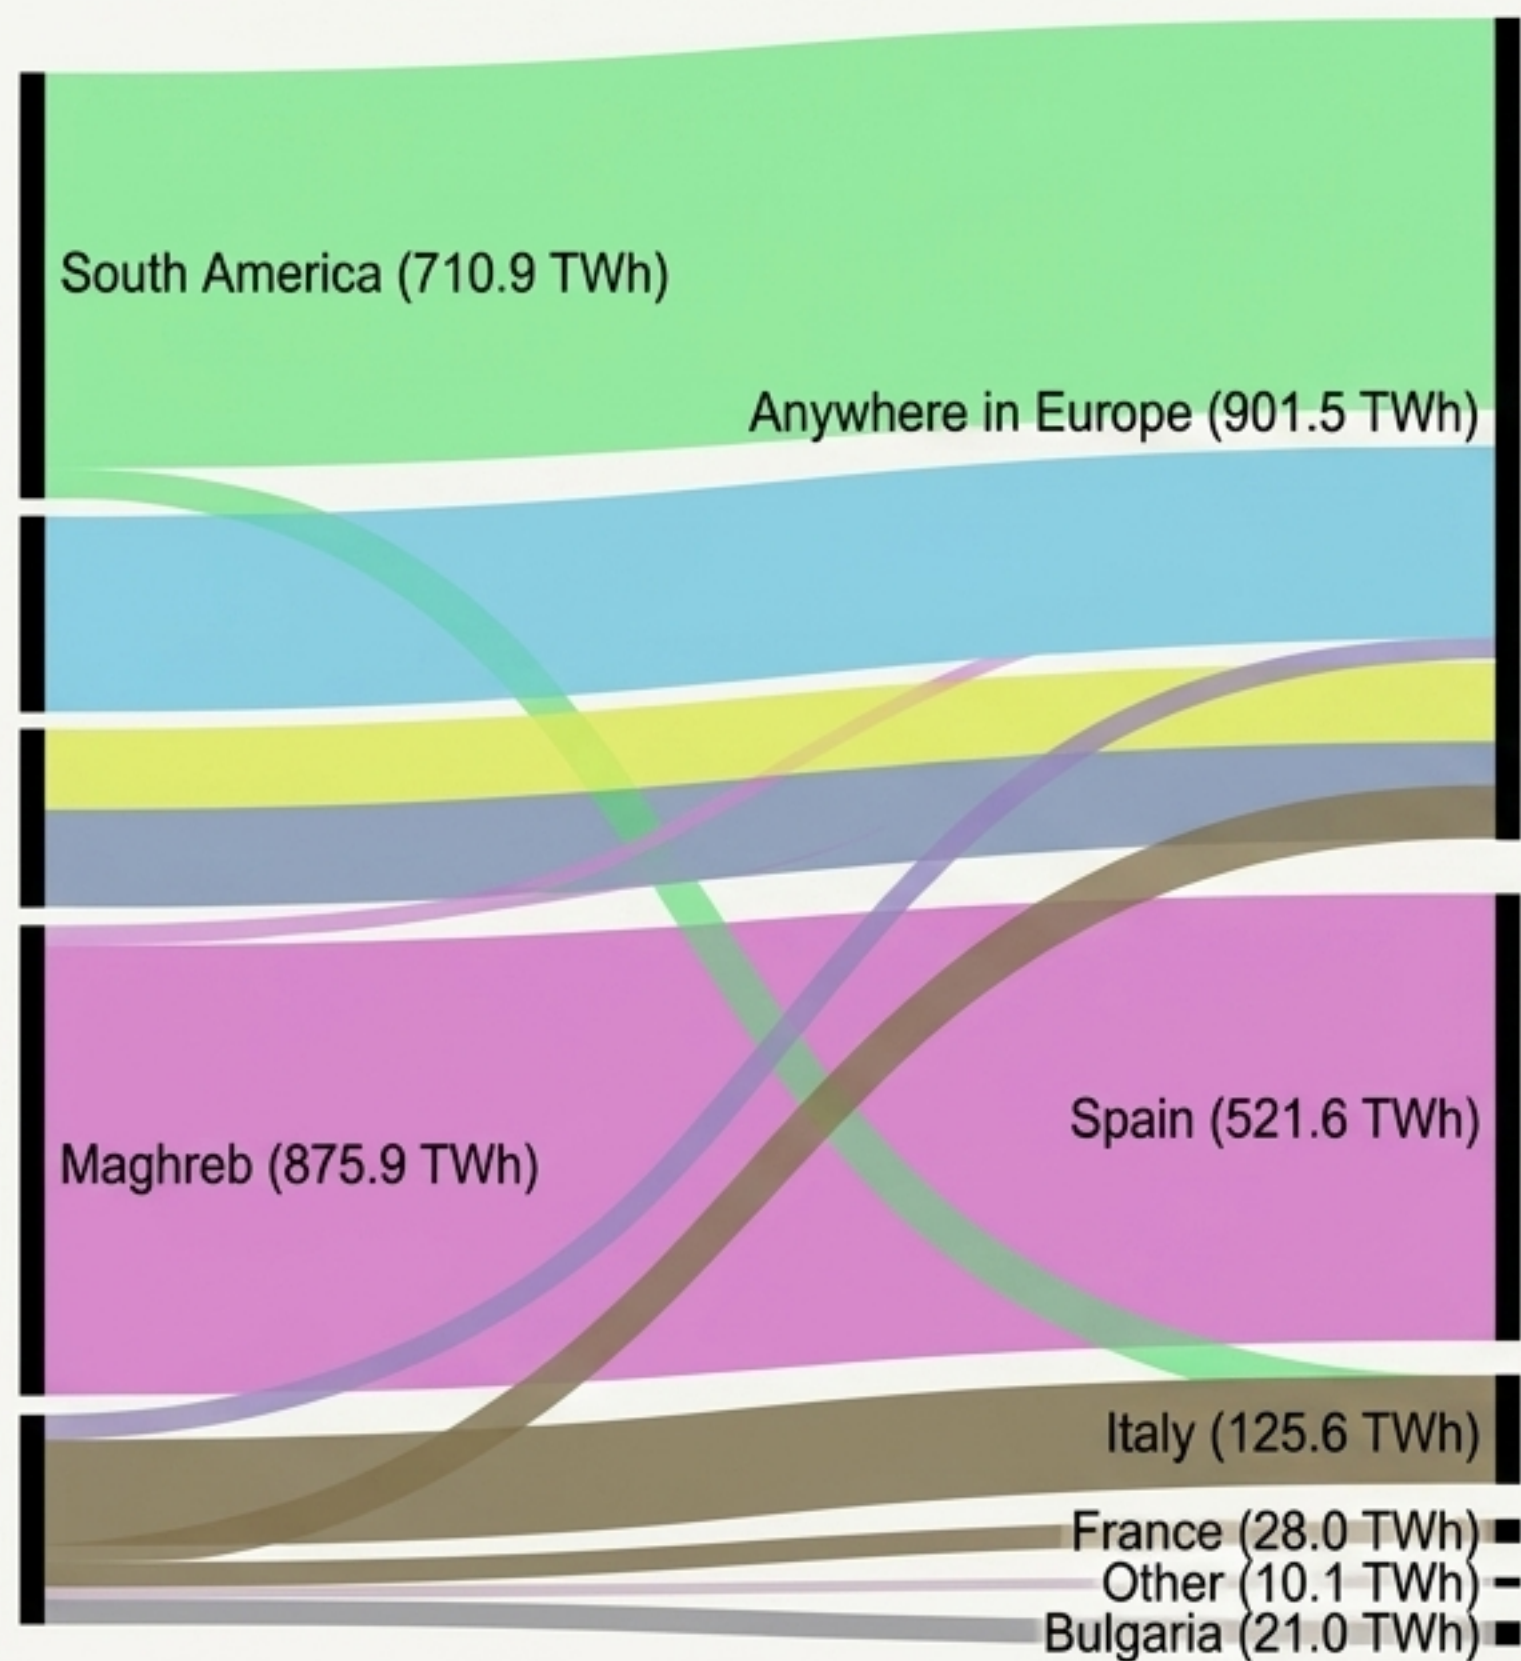 South America (710.9 TWh)
Anywhere in Europe (901.5 TWh)
Maghreb (875.9 TWh)
Spain (521.6 TWh)
Italy (125.6 TWh)
France (28.0 TWh)
Other (10.1 TWh)
Bulgaria (21.0 TWh)